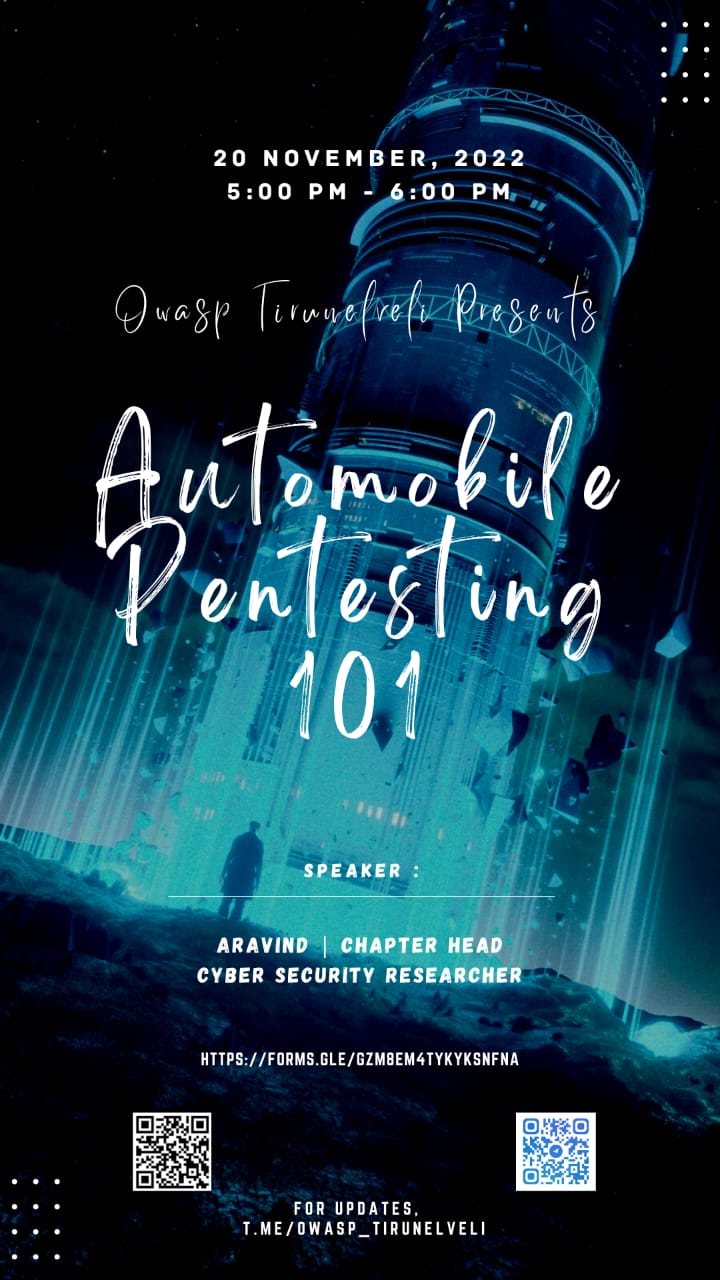 20 NOVEMBER, 2022
5:00 PM - 6:00 PM
Owasp Tirunelveli Presents
Automobile
Pentesting
101
SPEAKER :
ARAVIND | CHAPTER HEAD
CYBER SECURITY RESEARCHER
HTTPS://FORMS.GLE/GZM8EM4TYKYKSNFNA
FOR UPDATES,
T.ME/OWASP_TIRUNELVELI